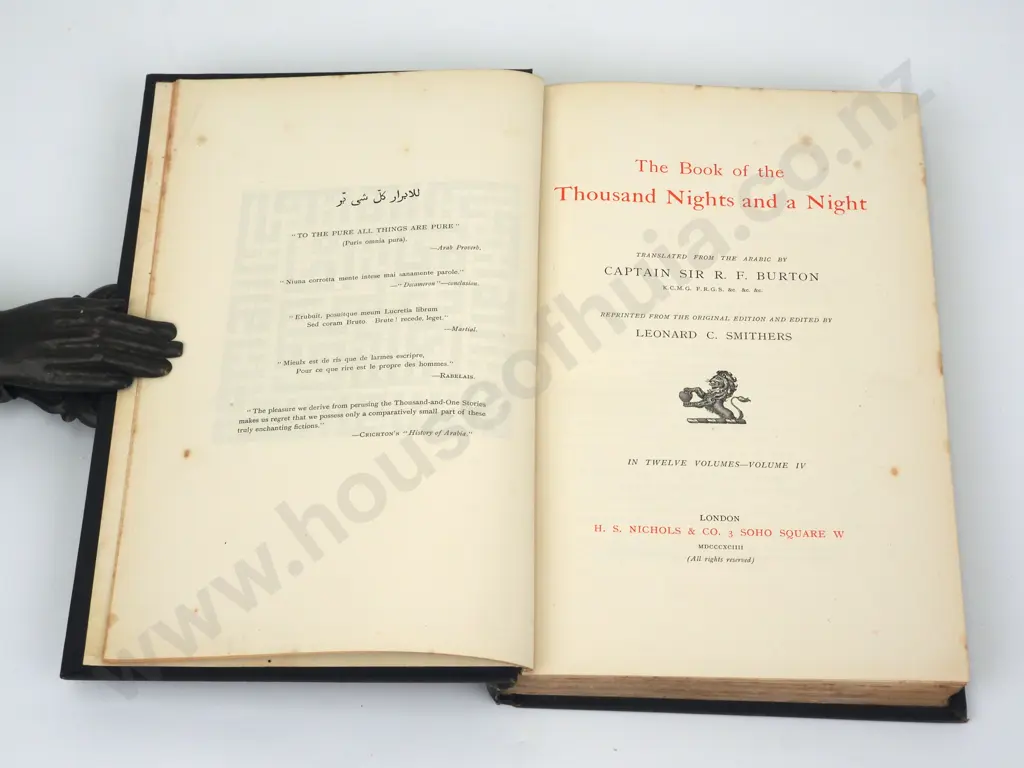 للابرار كلّ شى تبر
"TO THE PURE ALL THINGS ARE PURE"
(Puris omnia pura).
—Arab Proverb.
"Niuna corrotta mente intese mai sanamente parole."
—"Decameron"—conclusion.
"Erubuit, posuitque meum Lucretia librum
Sed coram Bruto. Brute! recede, leget."
—Martial.
"Mieulx est de ris que de larmes escripre,
Pour ce que rire est le propre des hommes."
—RABELAIS.
"The pleasure we derive from perusing the Thousand-and-One Stories
makes us regret that we possess only a comparatively small part of these
truly enchanting fictions."
—CRICHTON'S "History of Arabia."
The Book of the
Thousand Nights and a Night
TRANSLATED FROM THE ARABIC BY
CAPTAIN SIR R. F. BURTON
K.C.M.G. F.R.G.S. &c. &c. &c.
REPRINTED FROM THE ORIGINAL EDITION AND EDITED BY
LEONARD C. SMITHERS
IN TWELVE VOLUMES—VOLUME IV
LONDON
H. S. NICHOLS & CO. 3 SOHO SQUARE W
MDCCCXCIIII
(All rights reserved)
www.houseofhuia.co.nz